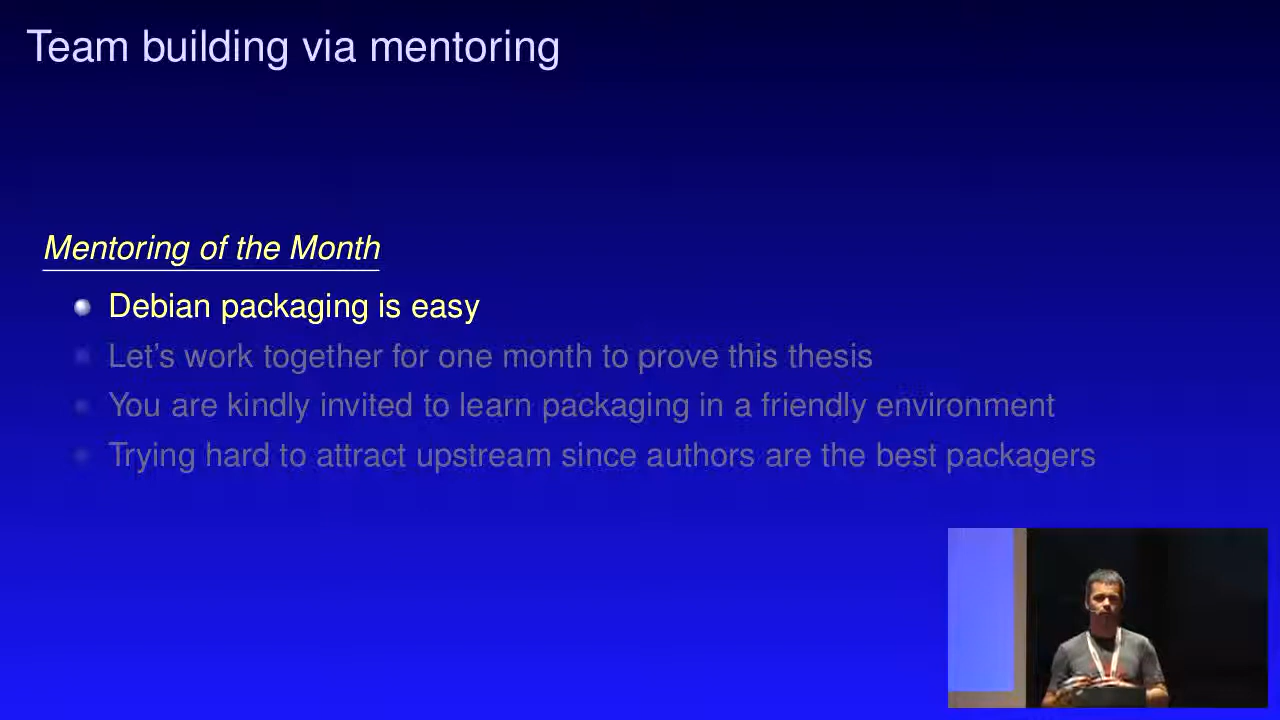 Team building via mentoring
Mentoring of the Month
Debian packaging is easy
Let's work together for one month to prove this thesis
You are kindly invited to learn packaging in a friendly environment
Trying hard to attract upstream since authors are the best packagers